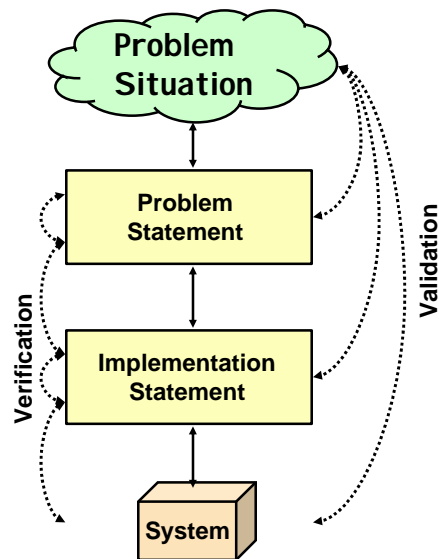 Problem
Situation
Problem
Statement
Implementation
Statement
System
Verification
Validation